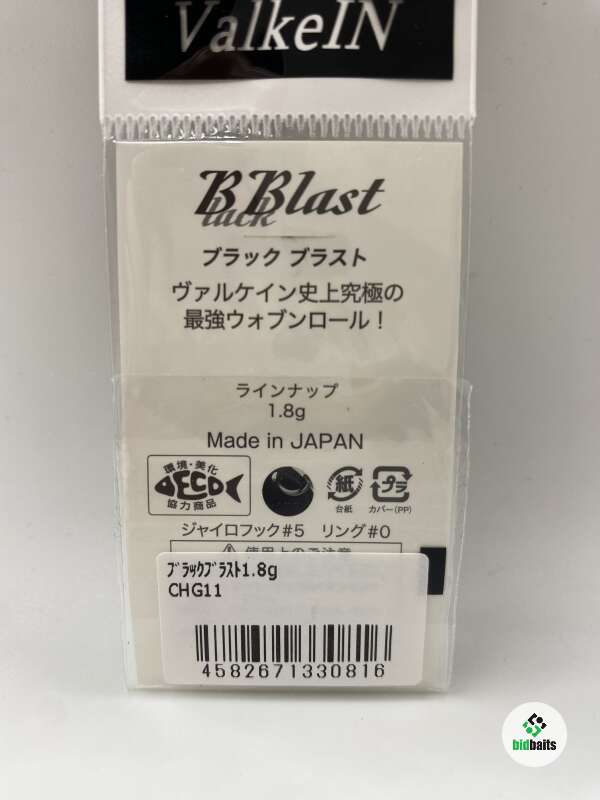 ValkeIN
Black Blast
ブラック ブラスト
ヴァルケイン史上究極の
最強ウォブンロール！
ラインナップ
1.8g
Made in JAPAN
環境・美化
ECO
協力商品
紙
台紙
プラ
カバー(PP)
ジャイロフック#5 リング#0
使用上のご注意
ﾌﾞﾗｯｸﾌﾞﾗｽﾄ1.8g
CHG11
4582671330816
bidbaits